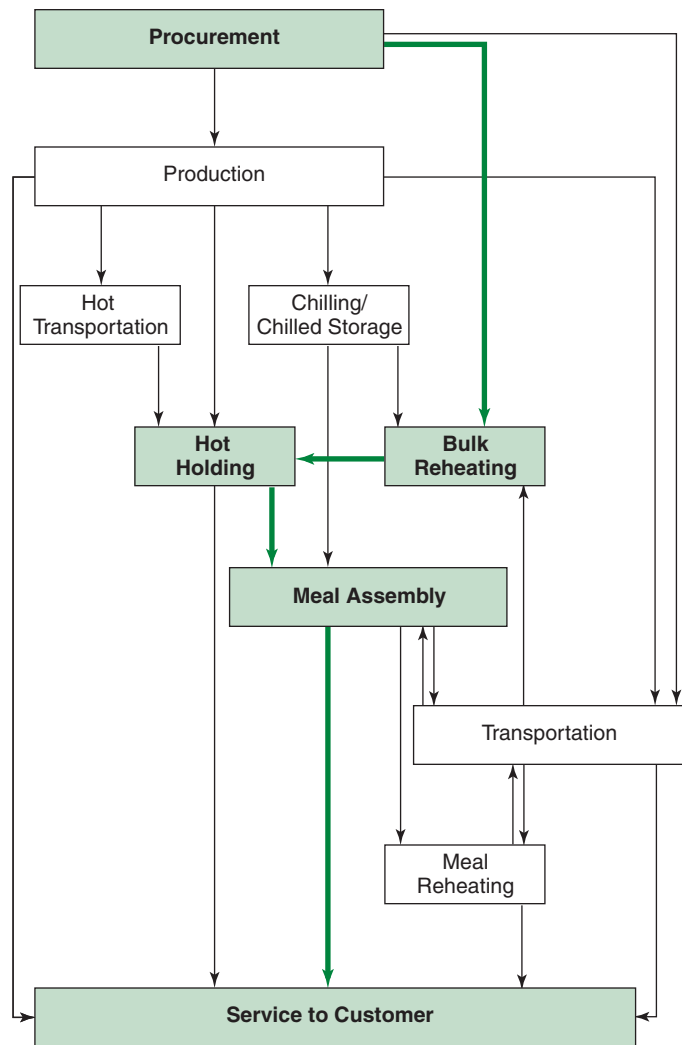 Procurement
Production
Hot
Transportation
Chilling/
Chilled Storage
Hot
Holding
Bulk
Reheating
Meal Assembly
Transportation
Meal
Reheating
Service to Customer